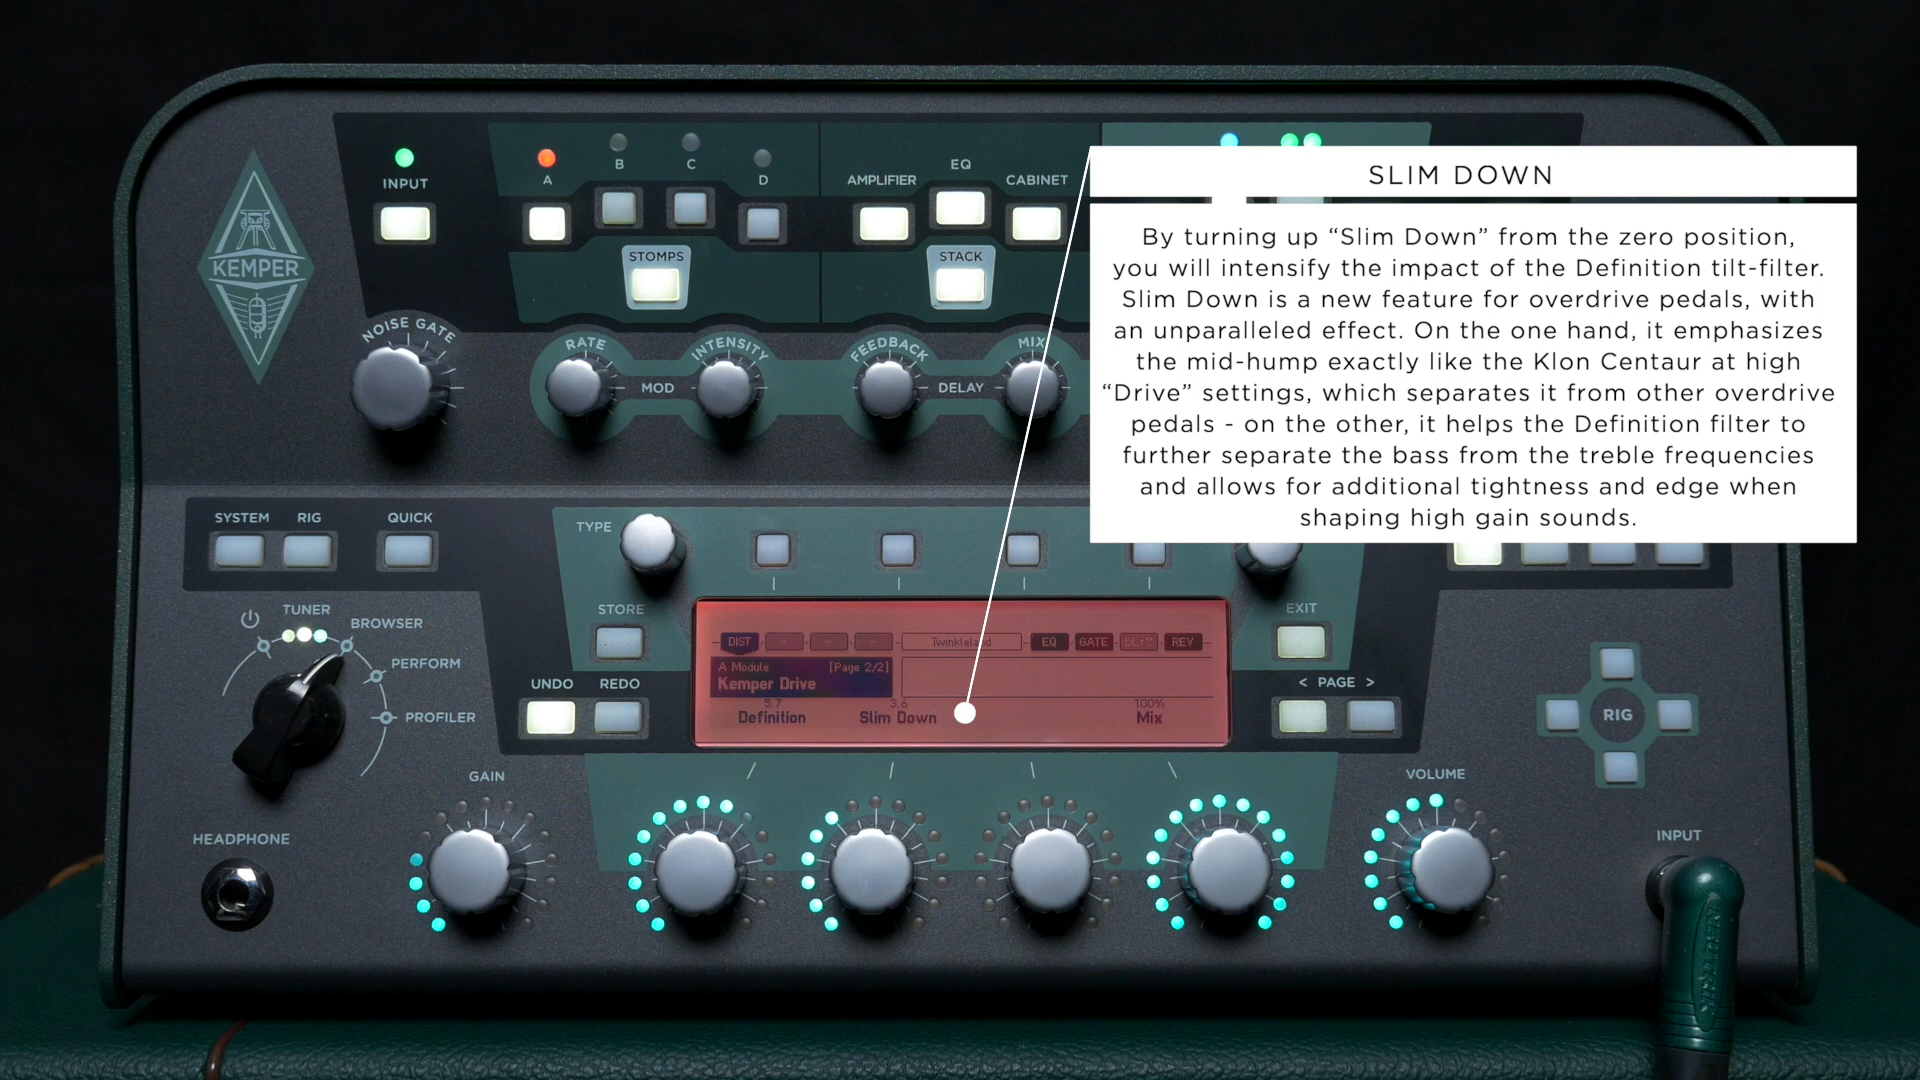 INPUT
A
B
C
D
AMPLIFIER
EQ
CABINET
STOMPS
STACK
KEMPER
NOISE GATE
RATE
MOD
INTENSITY
FEEDBACK
DELAY
MIX
SLIM DOWN
By turning up “Slim Down” from the zero position,
you will intensify the impact of the Definition tilt-filter.
Slim Down is a new feature for overdrive pedals, with
an unparalleled effect. On the one hand, it emphasizes
the mid-hump exactly like the Klon Centaur at high
“Drive” settings, which separates it from other overdrive
pedals - on the other, it helps the Definition filter to
further separate the bass from the treble frequencies
and allows for additional tightness and edge when
shaping high gain sounds.
SYSTEM
RIG
QUICK
TYPE
TUNER
BROWSER
PERFORM
PROFILER
STORE
UNDO
REDO
EXIT
< PAGE >
DIST
Twinkleland
EQ
GATE
REV
A Module [Page 2/2]
Kemper Drive
5.7
3.6
100%
Definition
Slim Down
Mix
RIG
GAIN
VOLUME
HEADPHONE
INPUT
NEUTRIK